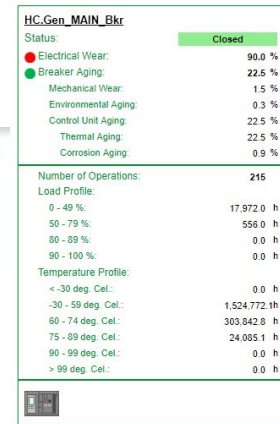 HC.Gen_MAIN_Bkr
Status: Closed
Electrical Wear: 90.0 %
Breaker Aging: 22.5 %
Mechanical Wear: 1.5 %
Environmental Aging: 0.3 %
Control Unit Aging: 22.5 %
Thermal Aging: 22.5 %
Corrosion Aging: 0.9 %
Number of Operations: 215
Load Profile:
0 - 49 %: 17,972.0 h
50 - 79 %: 556.0 h
80 - 89 %: 0.0 h
90 - 100 %: 0.0 h
Temperature Profile:
< -30 deg. Cel.: 0.0 h
-30 - 59 deg. Cel.: 1,524,772.1h
60 - 74 deg. Cel.: 303,842.8 h
75 - 89 deg. Cel.: 24,085.1 h
90 - 99 deg. Cel.: 0.0 h
> 99 deg. Cel.: 0.0 h